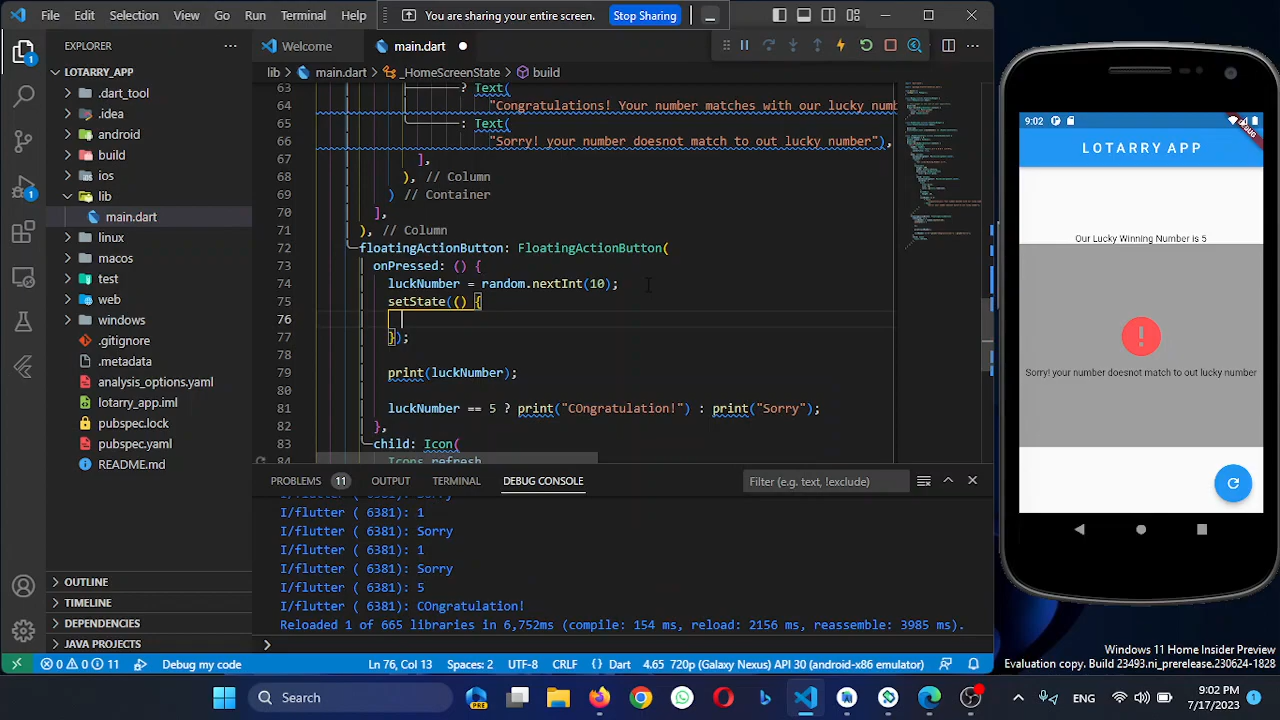 File Edit Selection View Go Run Terminal Help
You are sharing your entire screen. Stop Sharing
EXPLORER
Welcome
main.dart
LOTARRY_APP
lib > main.dart > _HomeScreenState > build
.dart_tool
android
build
ios
lib
main.dart
linux
macos
test
web
windows
.gitignore
.metadata
analysis_options.yaml
lotarry_app.iml
pubspec.lock
pubspec.yaml
README.md
OUTLINE
TIMELINE
DEPENDENCIES
JAVA PROJECTS
63 ? Text(
64 "Congratulations! Your number matches with our lucky numb
65 : Text(
66 "Sorry! your number doesnot match to out lucky number"),
67 ],
68 ), // Column
69 ) // Container
70 ],
71 ), // Column
72 floatingActionButton: FloatingActionButton(
73 onPressed: () {
74 luckNumber = random.nextInt(10);
75 setState(() {
76
77 });
78
79 print(luckNumber);
80
81 luckNumber == 5 ? print("COngratulation!") : print("Sorry");
82 },
83 child: Icon(
84 Icons.refresh
PROBLEMS 11 OUTPUT TERMINAL DEBUG CONSOLE Filter (e.g. text, !exclude)
I/flutter ( 6381): Sorry
I/flutter ( 6381): 1
I/flutter ( 6381): Sorry
I/flutter ( 6381): 1
I/flutter ( 6381): Sorry
I/flutter ( 6381): 5
I/flutter ( 6381): COngratulation!
Reloaded 1 of 665 libraries in 6,752ms (compile: 154 ms, reload: 2156 ms, reassemble: 3985 ms).
0 0 11 Debug my code Ln 76, Col 13 Spaces: 2 UTF-8 CRLF {} Dart 4.65 720p (Galaxy Nexus) API 30 (android-x86 emulator)
9:02
DEBUG
LOTARRY APP
Our Lucky Winning Number is 5
Sorry! your number doesnot match to out lucky number
Windows 11 Home Insider Preview
Evaluation copy. Build 23493.ni_prerelease.230624-1828
Search
PRE
ENG
9:02 PM
7/17/2023
1